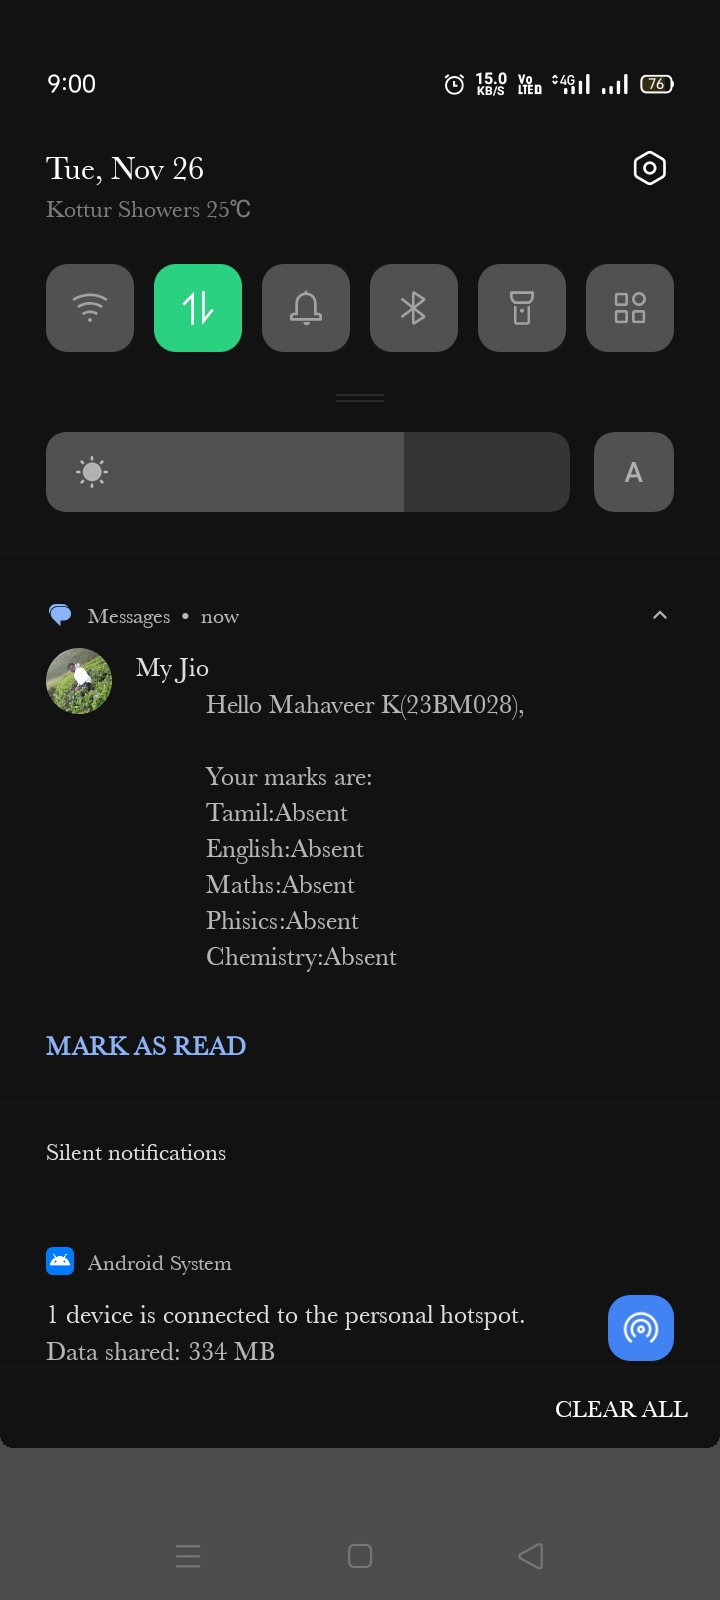 9:00
15.0
KB/S
Vo
LTE D
4G
76
Tue, Nov 26
Kottur Showers 25℃
A
Messages • now
My Jio
Hello Mahaveer K(23BM028),
Your marks are:
Tamil:Absent
English:Absent
Maths:Absent
Phisics:Absent
Chemistry:Absent
MARK AS READ
Silent notifications
Android System
1 device is connected to the personal hotspot.
Data shared: 334 MB
CLEAR ALL